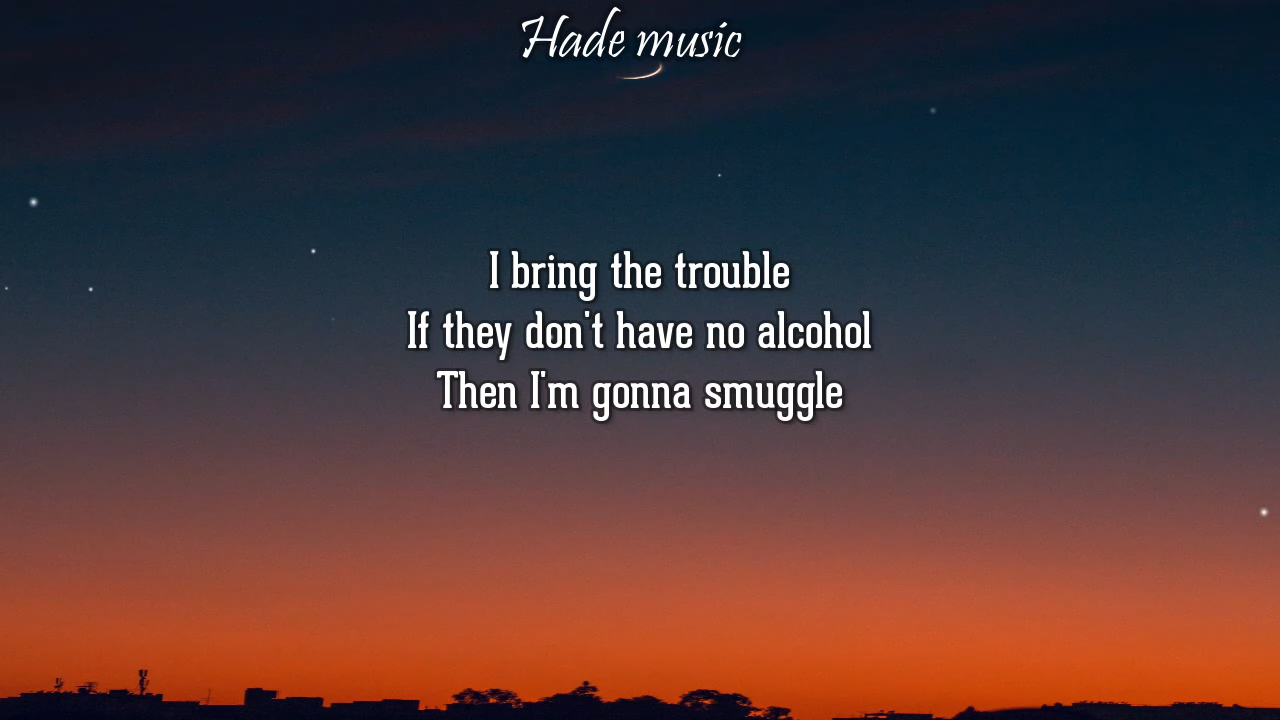 Hade music
I bring the trouble
If they don't have no alcohol
Then I'm gonna smuggle